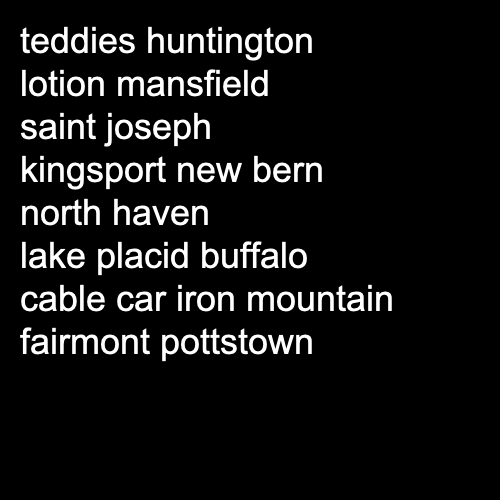 teddies huntington
lotion mansfield
saint joseph
kingsport new bern
north haven
lake placid buffalo
cable car iron mountain
fairmont pottstown